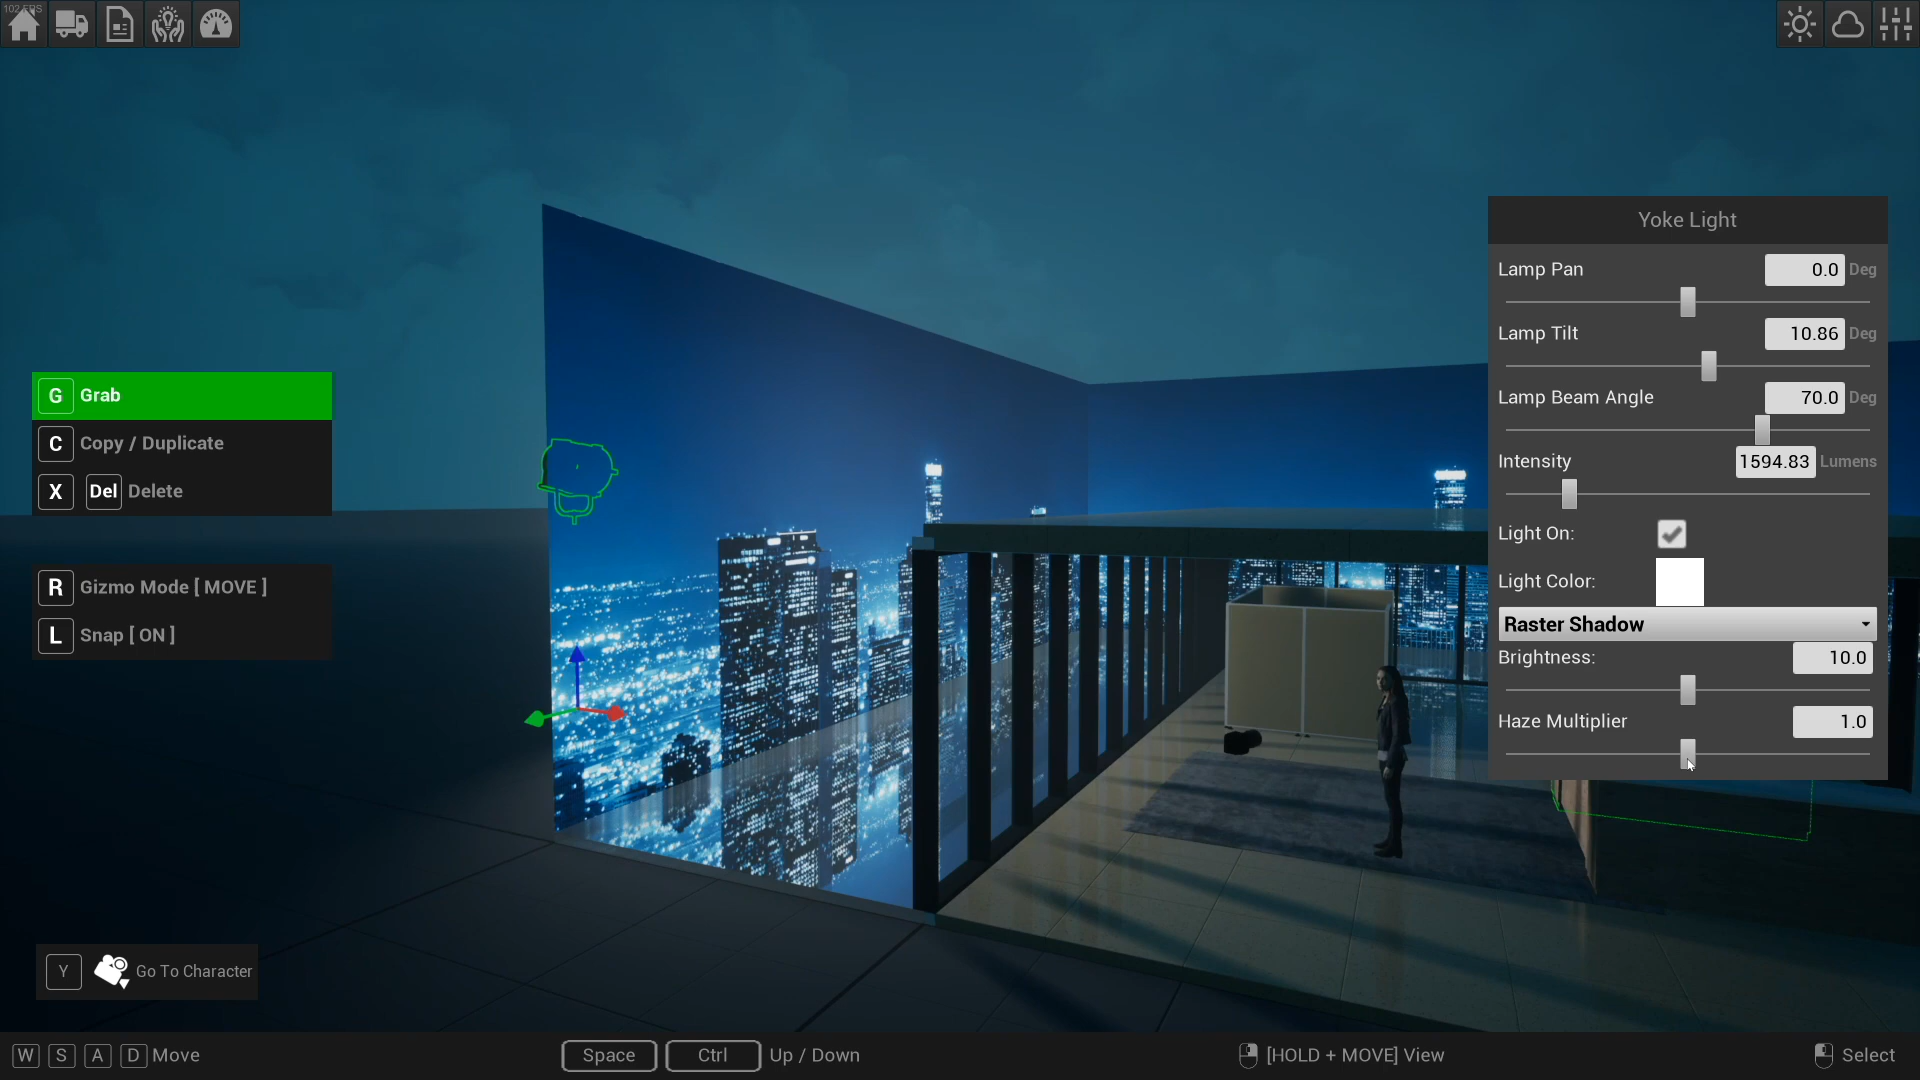 102 FPS
Yoke Light
Lamp Pan 0.0 Deg
Lamp Tilt 10.86 Deg
Lamp Beam Angle 70.0 Deg
Intensity 1594.83 Lumens
Light On:
Light Color:
Raster Shadow
Brightness: 10.0
Haze Multiplier 1.0
G Grab
C Copy / Duplicate
X Del Delete
R Gizmo Mode [ MOVE ]
L Snap [ ON ]
Y Go To Character
W S A D Move
Space Ctrl Up / Down
[HOLD + MOVE] View
Select